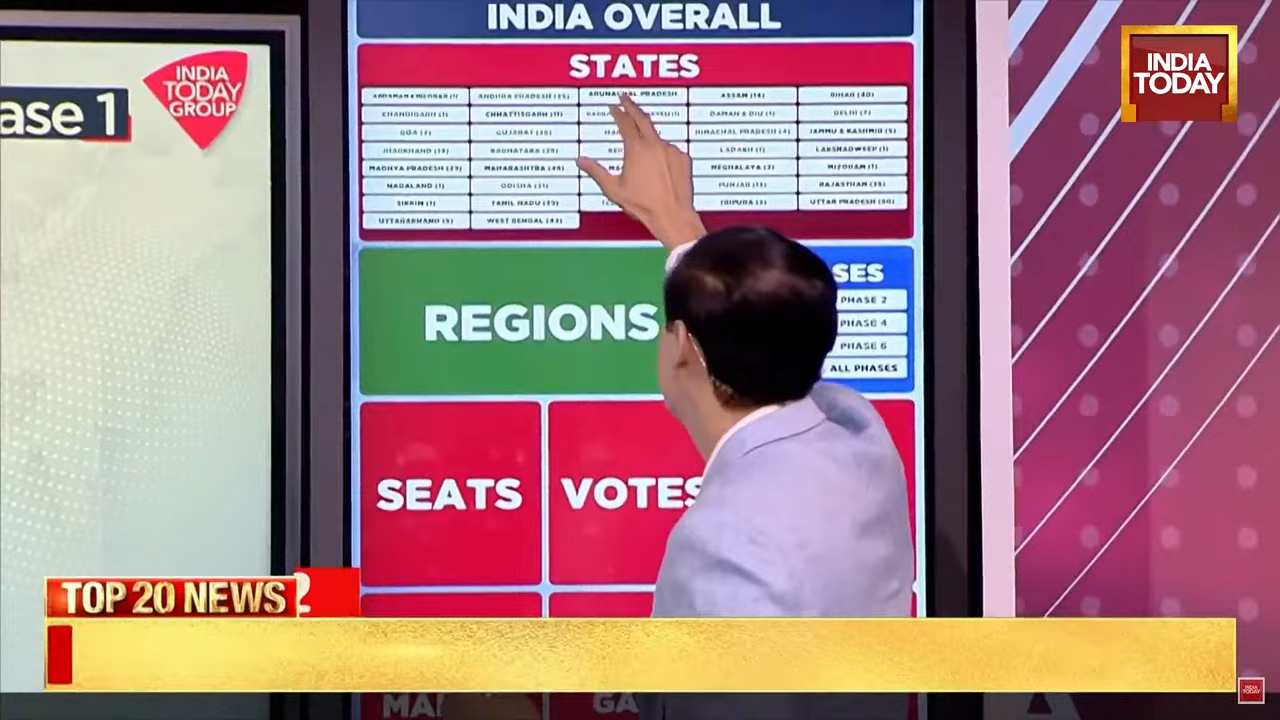 INDIA OVERALL
STATES
ANDHRA PRADESH (25)
ASSAM (14)
BIHAR (40)
CHANDIGARH (1)
CHHATTISGARH (11)
DAMAN & DIU (1)
DELHI (7)
GOA (2)
GUJARAT (26)
HIMACHAL PRADESH (4)
JAMMU & KASHMIR (5)
JHARKHAND (14)
KARNATAKA (28)
LADAKH (1)
LAKSHADWEEP (1)
MADHYA PRADESH (29)
MAHARASHTRA (48)
MEGHALAYA (2)
MIZORAM (1)
NAGALAND (1)
ODISHA (21)
PUNJAB (13)
RAJASTHAN (25)
SIKKIM (1)
TAMIL NADU (39)
TRIPURA (2)
UTTAR PRADESH (80)
UTTARAKHAND (5)
WEST BENGAL (42)
ase 1
INDIA
TODAY
GROUP
INDIA
TODAY
REGIONS
SES
PHASE 2
PHASE 4
PHASE 6
ALL PHASES
SEATS
VOTES
TOP 20 NEWS
2